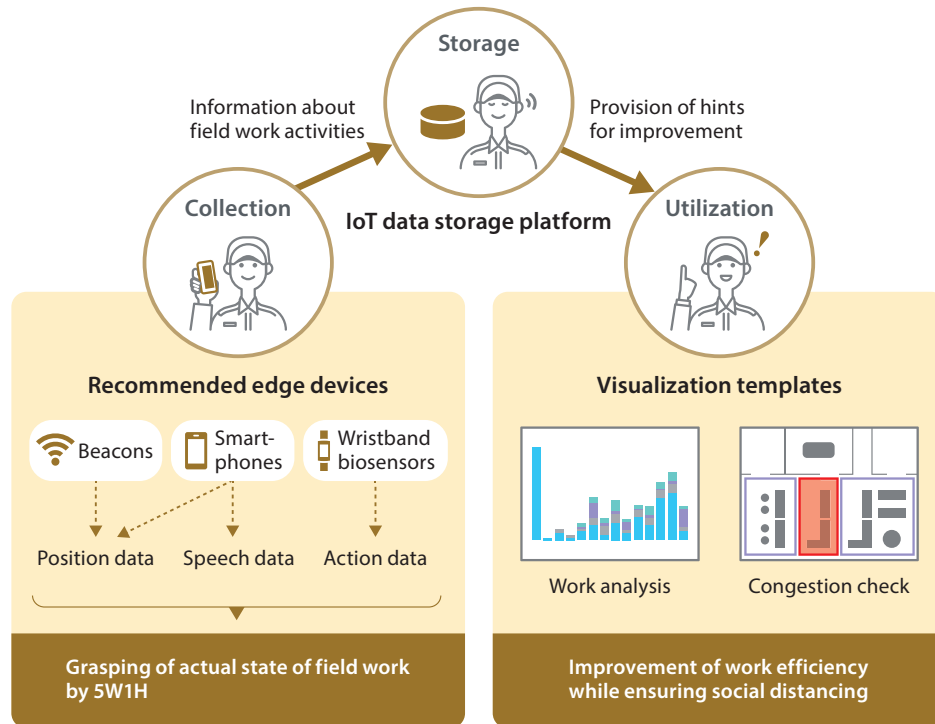 Storage
Information about
field work activities
Provision of hints
for improvement
Collection
IoT data storage platform
Utilization
Recommended edge devices
Beacons
Smart-
phones
Wristband
biosensors
Position data
Speech data
Action data
Grasping of actual state of field work
by 5W1H
Visualization templates
Work analysis
Congestion check
Improvement of work efficiency
while ensuring social distancing